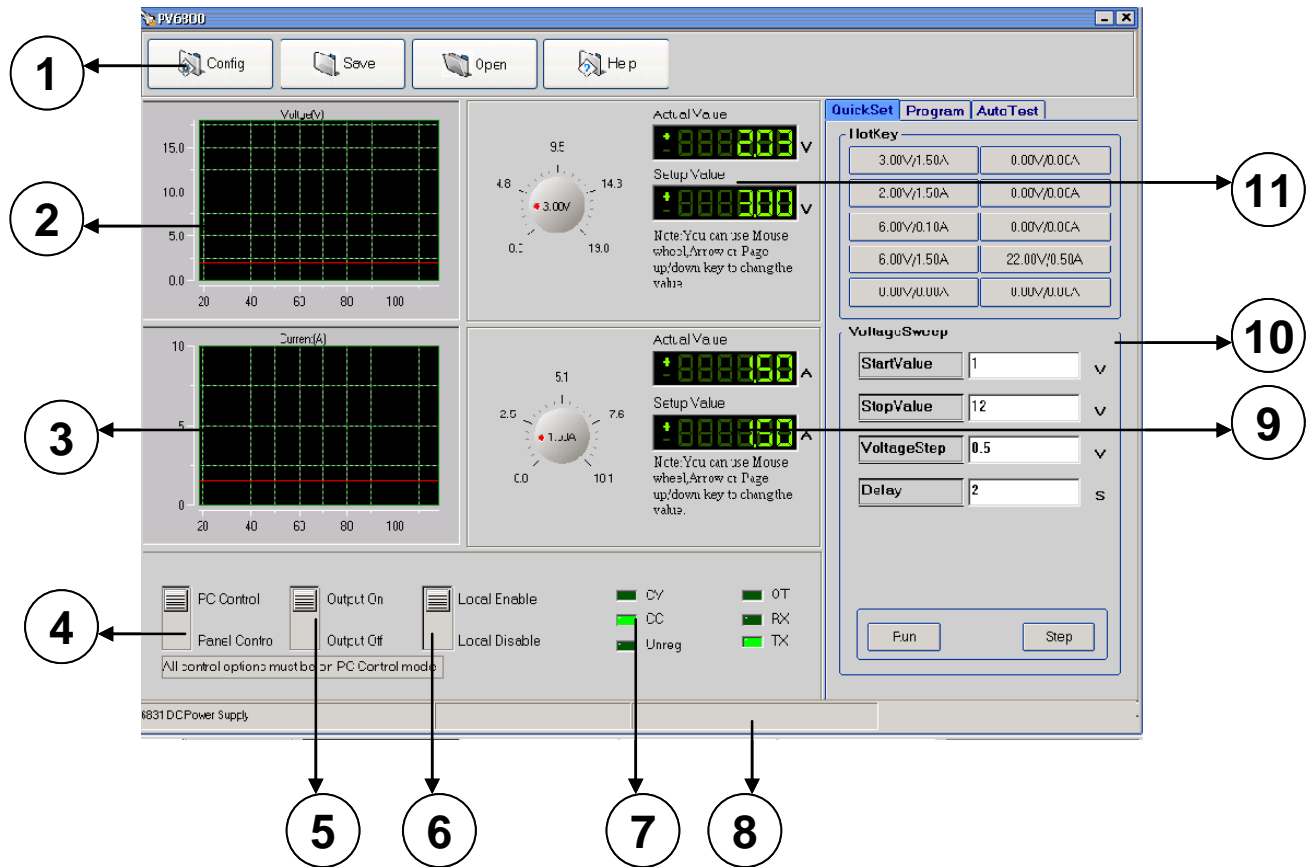 PV6800
Config
Save
Open
Help
1
Voltge(V)
15.0
10.0
5.0
0.0
20 40 60 80 100
2
9.5
4.8
14.3
3.00V
0.0
19.0
Actual Value
2.03 V
Setup Value
3.00 V
Note:You can use Mouse
wheel,Arrow or Page
up/down key to chang the
value.
QuickSet Program AutoTest
11
HotKey
3.00V/1.50A 0.00V/0.00A
2.00V/1.50A 0.00V/0.00A
6.00V/0.10A 0.00V/0.00A
6.00V/1.50A 22.00V/0.50A
0.00V/0.00A 0.00V/0.00A
Current(A)
10
5
0
20 40 60 80 100
3
5.1
2.5
7.6
0.0
10.1
Actual Value
1.50 A
Setup Value
1.50 A
Note:You can use Mouse
wheel,Arrow or Page
up/down key to chang the
value.
9
VoltageSweep
10
StartValue 1 V
StopValue 12 V
VoltageStep 0.5 V
Delay 2 S
Run Step
4
PC Control
Panel Contro
Output On
Output Off
Local Enable
Local Disable
All control options must be on PC Control mode
CV
CC
Unreg
OT
RX
TX
6831 DC Power Supply
5
6
7
8